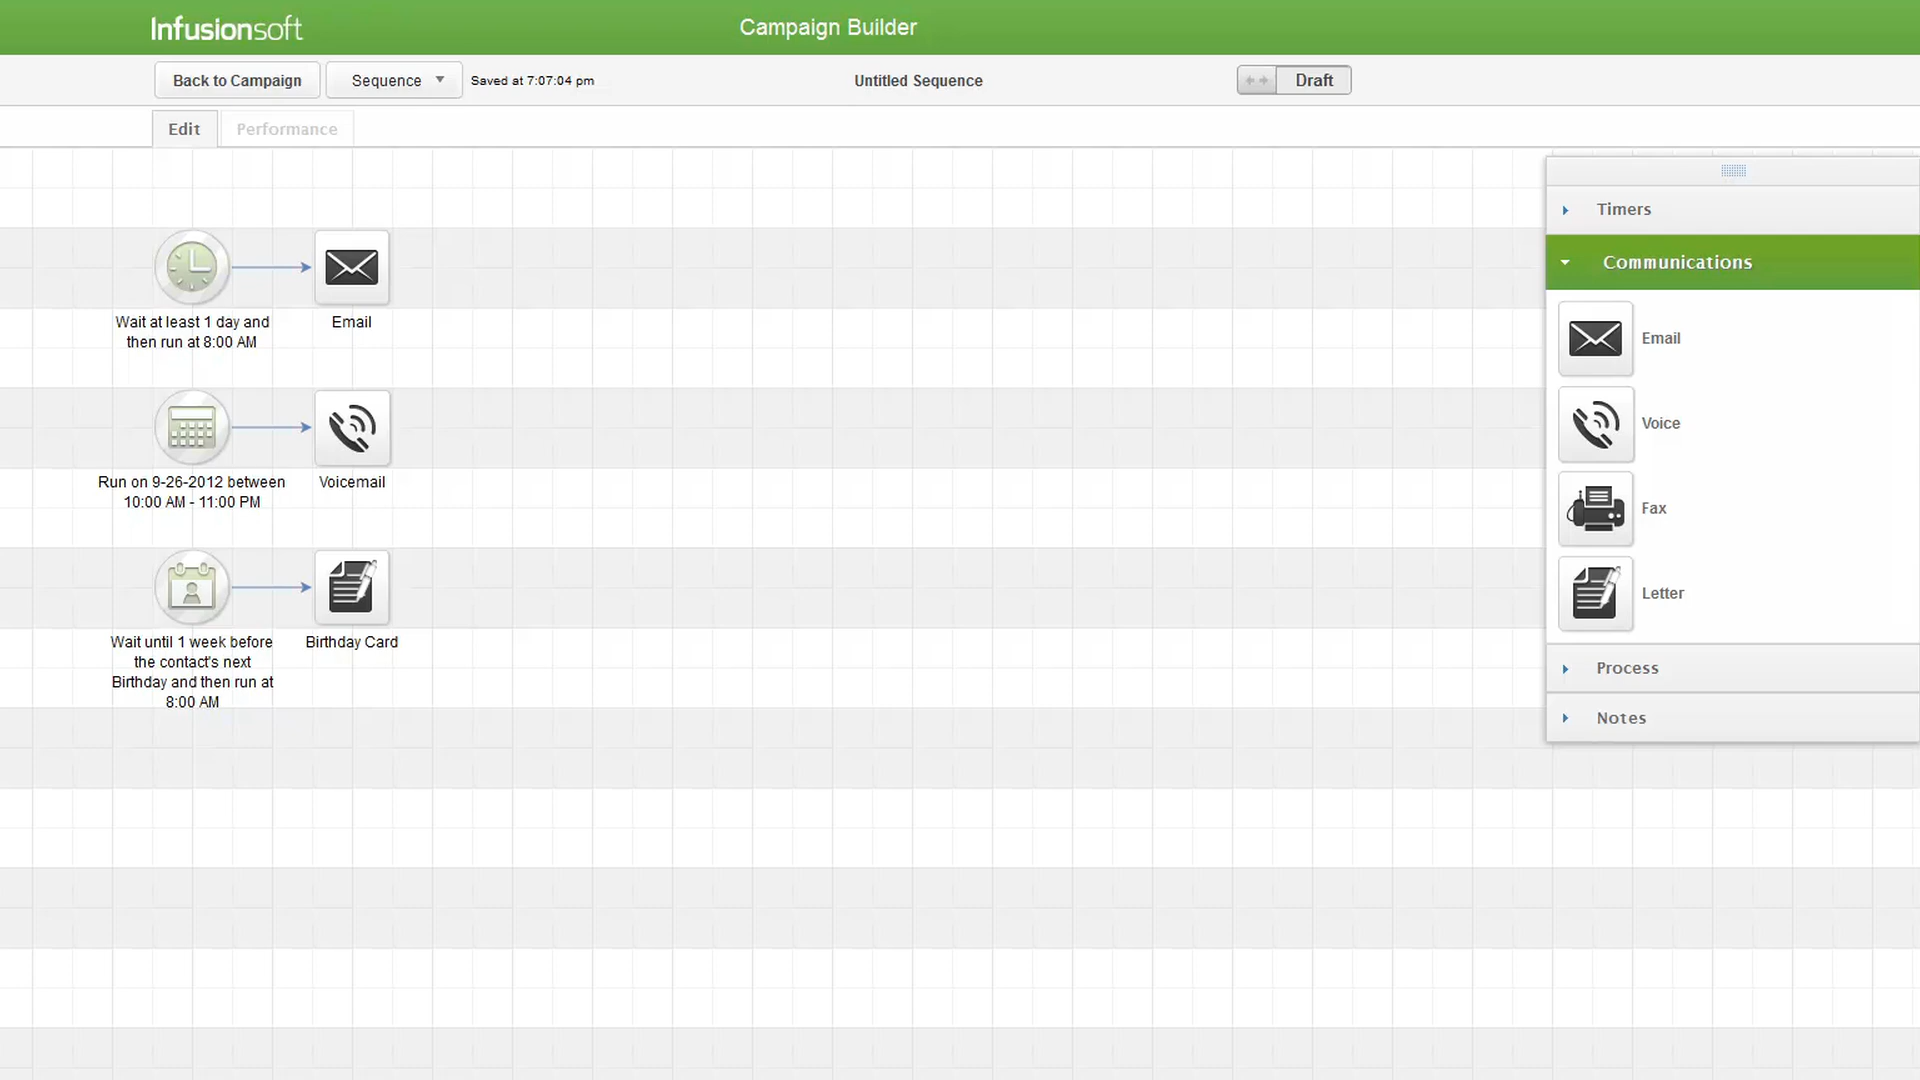 Infusionsoft
Campaign Builder
Back to Campaign
Sequence
Saved at 7:07:04 pm
Untitled Sequence
Draft
Edit
Performance
Timers
Communications
Email
Voice
Fax
Letter
Process
Notes
Wait at least 1 day and
then run at 8:00 AM
Email
Run on 9-26-2012 between
10:00 AM - 11:00 PM
Voicemail
Wait until 1 week before
the contact's next
Birthday and then run at
8:00 AM
Birthday Card